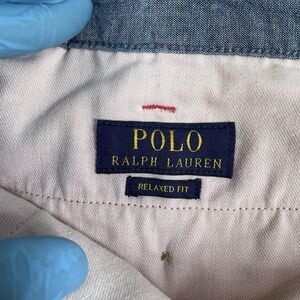 POLO
RALPH LAUREN
RELAXED FIT